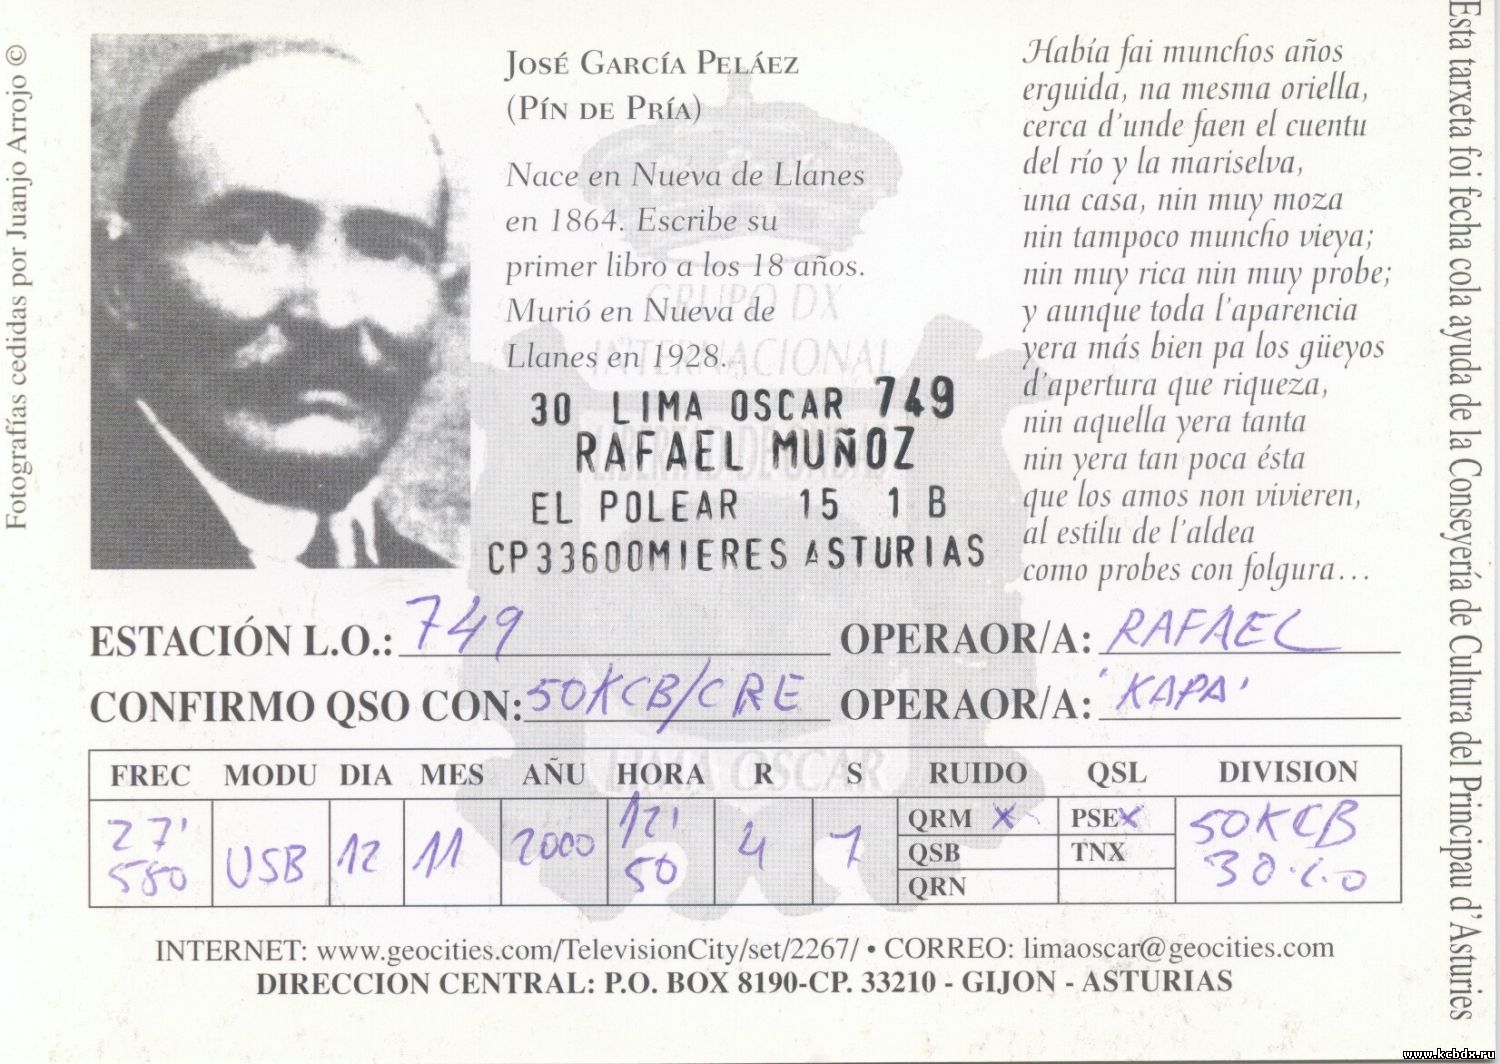 Fotografías cedidas por Juanjo Arrojo ©
José García Peláez
(Pín de Pría)
Nace en Nueva de Llanes
en 1864. Escribe su
primer libro a los 18 años.
Murió en Nueva de
Llanes en 1928.
GRUPO DX
INTERNACIONAL
30 LIMA OSCAR 749
RAFAEL MUÑOZ
EL POLEAR 15 1 B
CP33600MIERES ASTURIAS
Había fai munchos años
erguida, na mesma oriella,
cerca d'unde faen el cuentu
del río y la mariselva,
una casa, nin muy moza
nin tampoco muncho vieya;
nin muy rica nin muy probe;
y aunque toda l'aparencia
yera más bien pa los güeyos
d'apertura que riqueza,
nin aquella yera tanta
nin yera tan poca ésta
que los amos non vivieren,
al estilu de l'aldea
como probes con folgura...
Esta tarxeta foi fecha cola ayuda de la Conseyería de Cultura del Principau d'Asturies
ESTACIÓN L.O.: 749 OPERAOR/A: RAFAEL
CONFIRMO QSO CON: 50KCB/CRE OPERAOR/A: 'KAPA'
LIMA OSCAR
FREC MODU DIA MES AÑU HORA R S RUIDO QSL DIVISION
27' 580 USB 12 11 2000 12' 50 4 7 QRM X PSE X 50KCB
QSB TNX 30.L.O
QRN
INTERNET: www.geocities.com/TelevisionCity/set/2267/ • CORREO: limaoscar@geocities.com
DIRECCION CENTRAL: P.O. BOX 8190-CP. 33210 - GIJON - ASTURIAS
www.kcbdx.ru